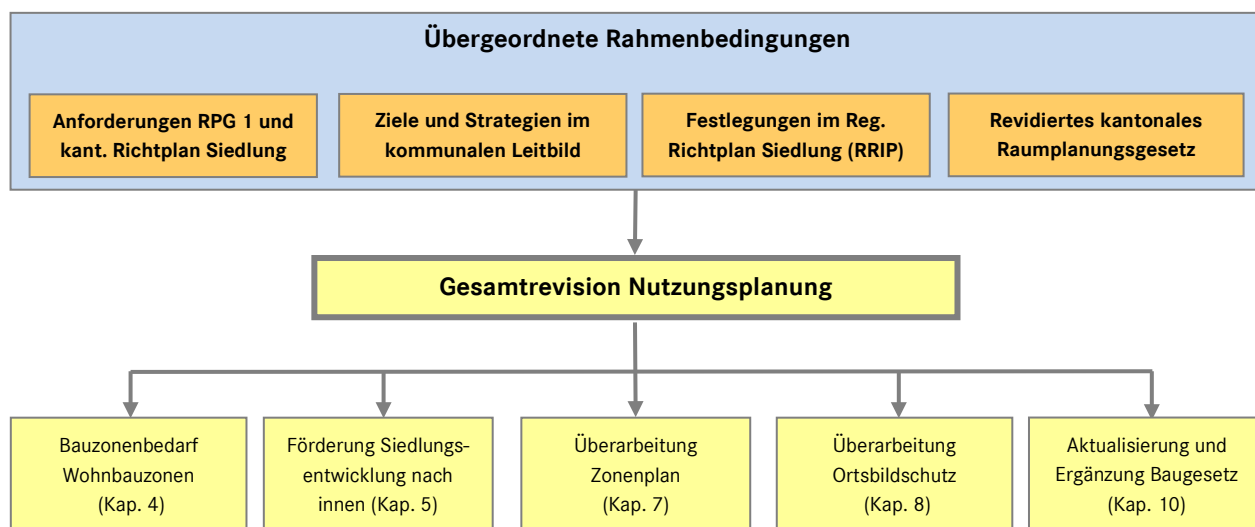 Übergeordnete Rahmenbedingungen
Anforderungen RPG 1 und
kant. Richtplan Siedlung
Ziele und Strategien im
kommunalen Leitbild
Festlegungen im Reg.
Richtplan Siedlung (RRIP)
Revidiertes kantonales
Raumplanungsgesetz
Gesamtrevision Nutzungsplanung
Bauzonenbedarf
Wohnbauzonen
(Kap. 4)
Förderung Siedlungs-
entwicklung nach
innen (Kap. 5)
Überarbeitung
Zonenplan
(Kap. 7)
Überarbeitung
Ortsbildschutz
(Kap. 8)
Aktualisierung und
Ergänzung Baugesetz
(Kap. 10)